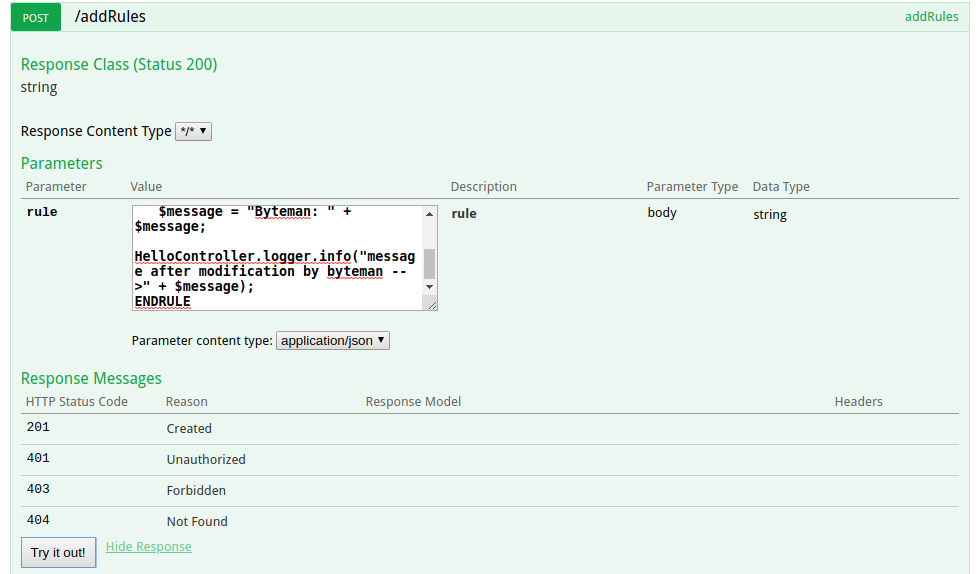 POST /addRules addRules
Response Class (Status 200)
string
Response Content Type */*
Parameters
Parameter Value Description Parameter Type Data Type
rule rule body string
$message = "Byteman: " +
$message;
HelloController.logger.info("messag
e after modification by byteman --
>" + $message);
ENDRULE
Parameter content type: application/json
Response Messages
HTTP Status Code Reason Response Model Headers
201 Created
401 Unauthorized
403 Forbidden
404 Not Found
Try it out! Hide Response